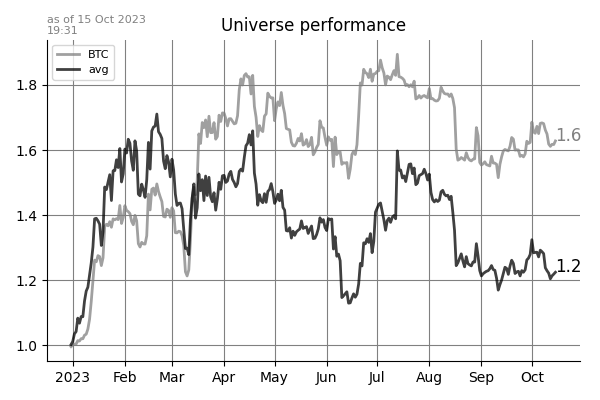 as of 15 Oct 2023
19:31
Universe performance
BTC
avg
1.8
1.6
1.4
1.2
1.0
1.6
1.2
2023 Feb Mar Apr May Jun Jul Aug Sep Oct